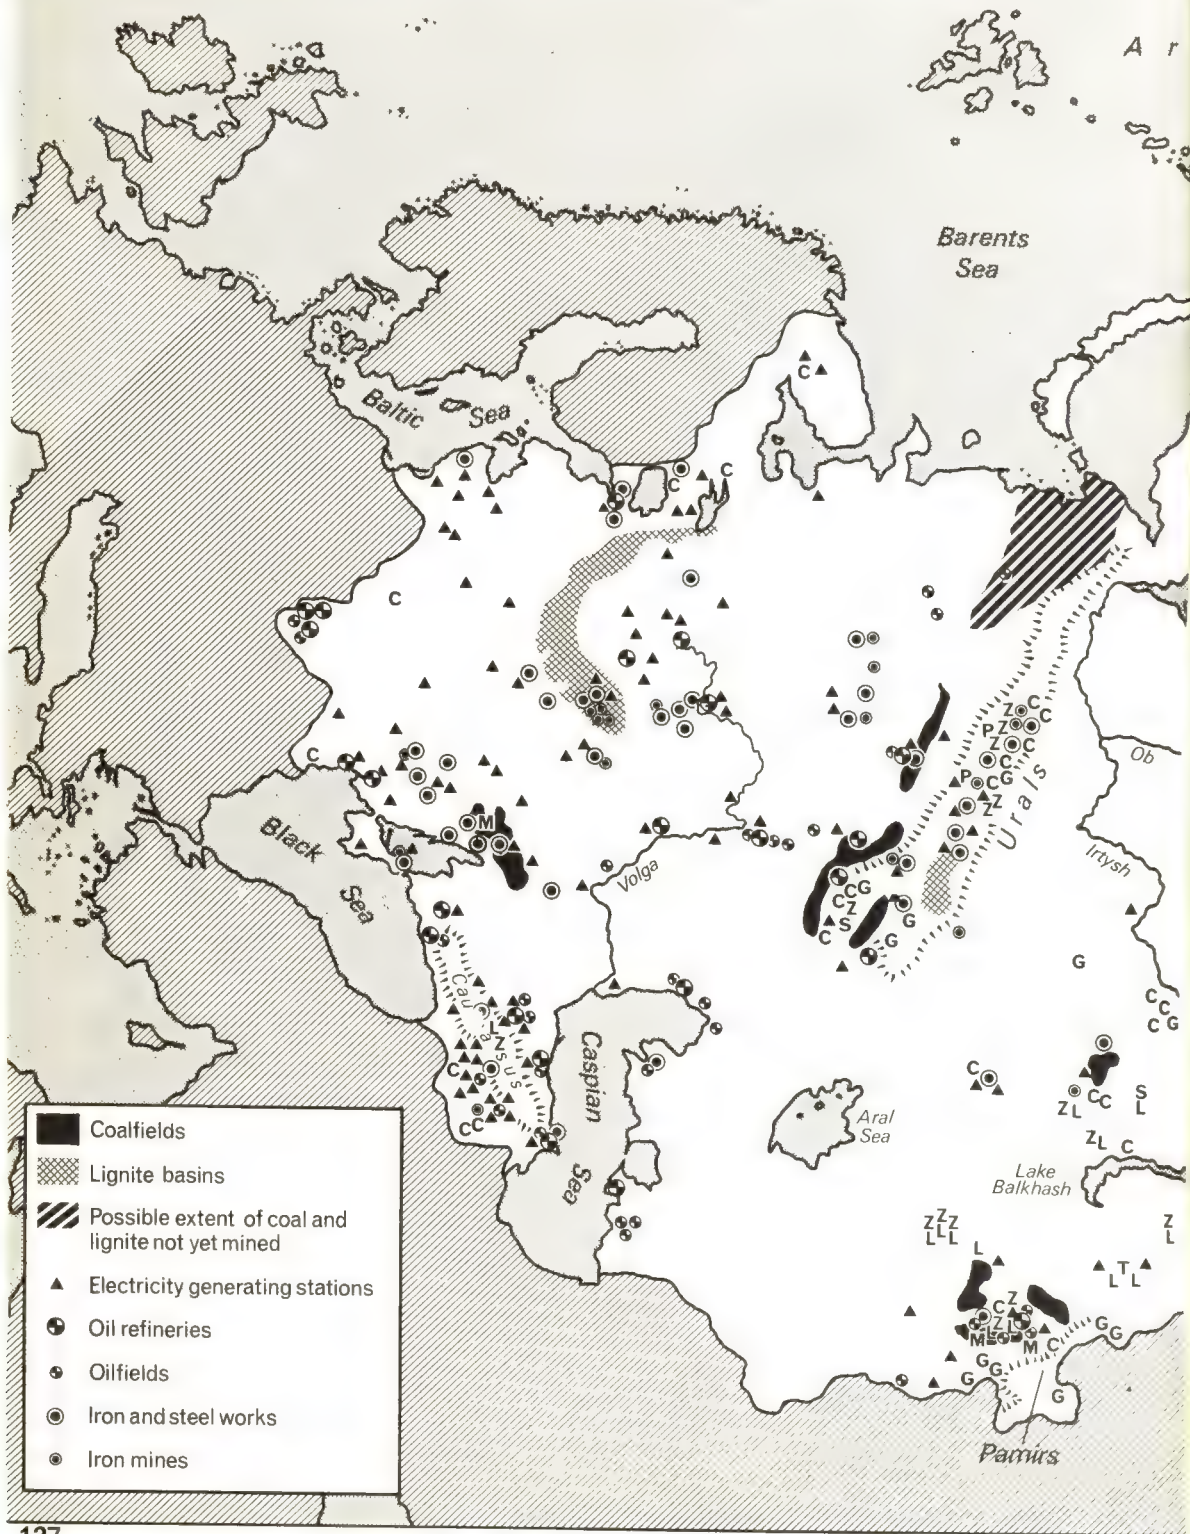 A r
Barents
Sea
Baltic Sea
C
C
C
C
Ob
Z C
C
P Z
Z C
C
P C G
Z
Z
Urals
C
Black
Sea
M
Irtysh
Volga
C C G
C Z
S
C
G
G
G
C
C
C G
Caucasus
L
Z
C
C C
Caspian
Sea
Aral
Sea
C
Z L
C C
S
L
Z L
C
Lake
Balkhash
Z Z Z
L L L
Z
L
L
L T L
C Z
Z L
M L
M C
G G
G G
G
G
Pamirs
Coalfields
Lignite basins
Possible extent of coal and
lignite not yet mined
Electricity generating stations
Oil refineries
Oilfields
Iron and steel works
Iron mines
127